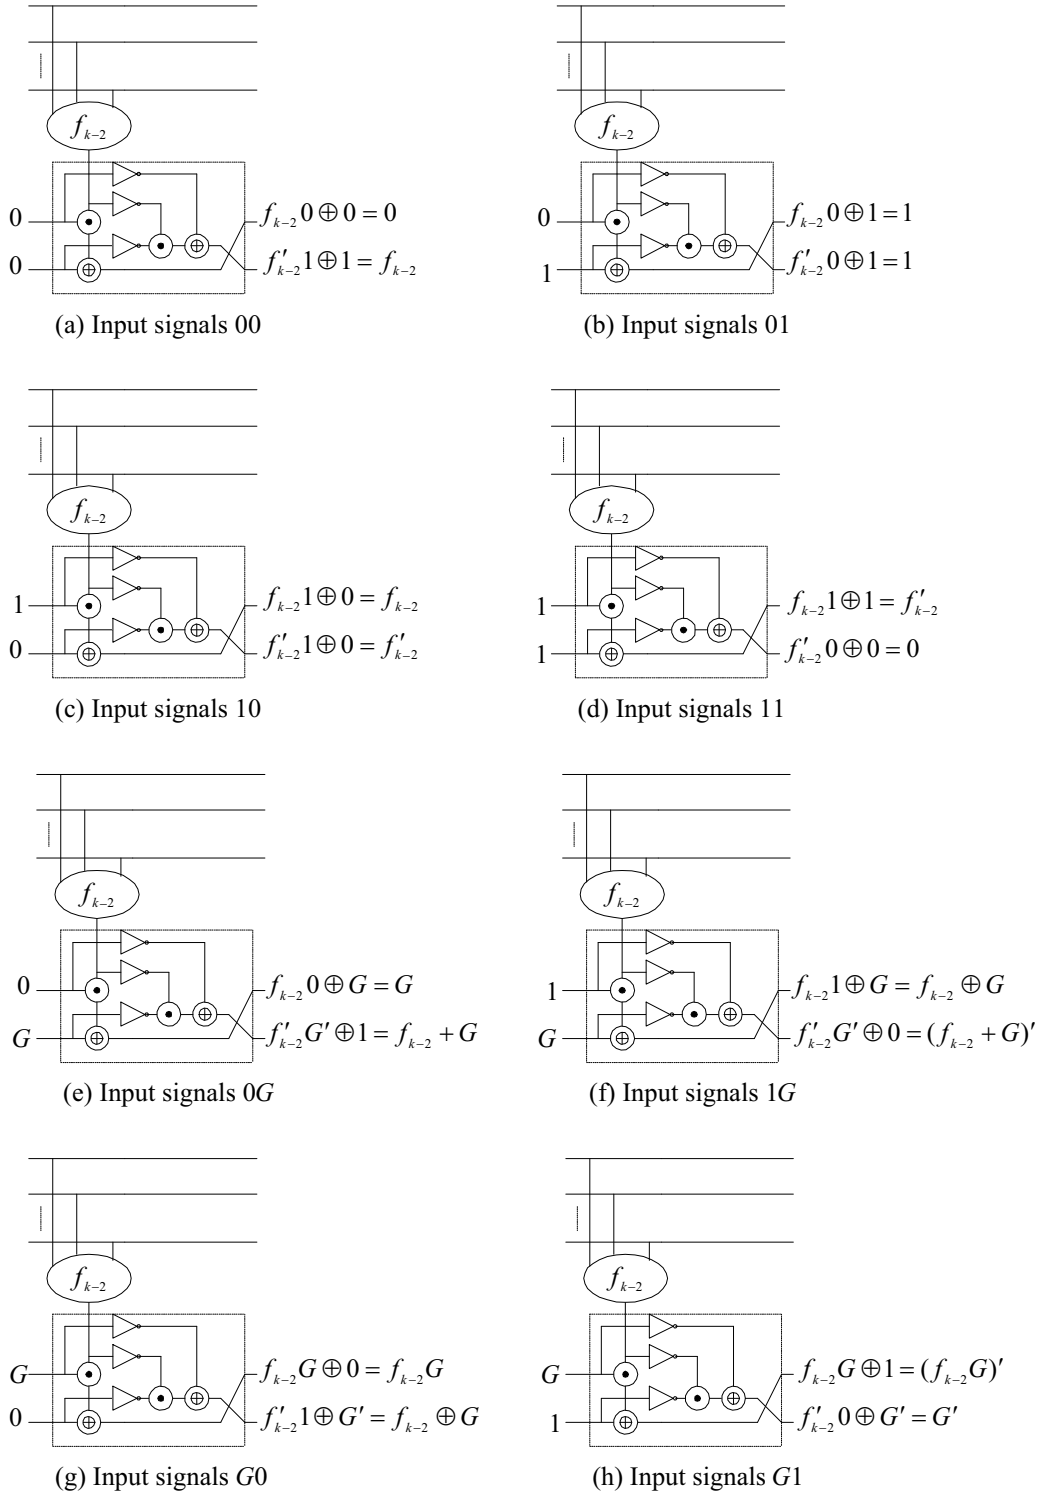 f_{k-2} f_{k-2}
0 f_{k-2}0⊕0=0
0 f′_{k-2}1⊕1=f_{k-2}
0 f_{k-2}0⊕1=1
1 f′_{k-2}0⊕1=1
(a) Input signals 00
(b) Input signals 01
f_{k-2} f_{k-2}
1 f_{k-2}1⊕0=f_{k-2}
0 f′_{k-2}1⊕0=f′_{k-2}
1 f_{k-2}1⊕1=f′_{k-2}
1 f′_{k-2}0⊕0=0
(c) Input signals 10
(d) Input signals 11
f_{k-2} f_{k-2}
0 f_{k-2}0⊕G=G
G f′_{k-2}G′⊕1=f_{k-2}+G
1 f_{k-2}1⊕G=f_{k-2}⊕G
G f′_{k-2}G′⊕0=(f_{k-2}+G)′
(e) Input signals 0G
(f) Input signals 1G
f_{k-2} f_{k-2}
G f_{k-2}G⊕0=f_{k-2}G
0 f′_{k-2}1⊕G′=f_{k-2}⊕G
G f_{k-2}G⊕1=(f_{k-2}G)′
1 f′_{k-2}0⊕G′=G′
(g) Input signals G0
(h) Input signals G1